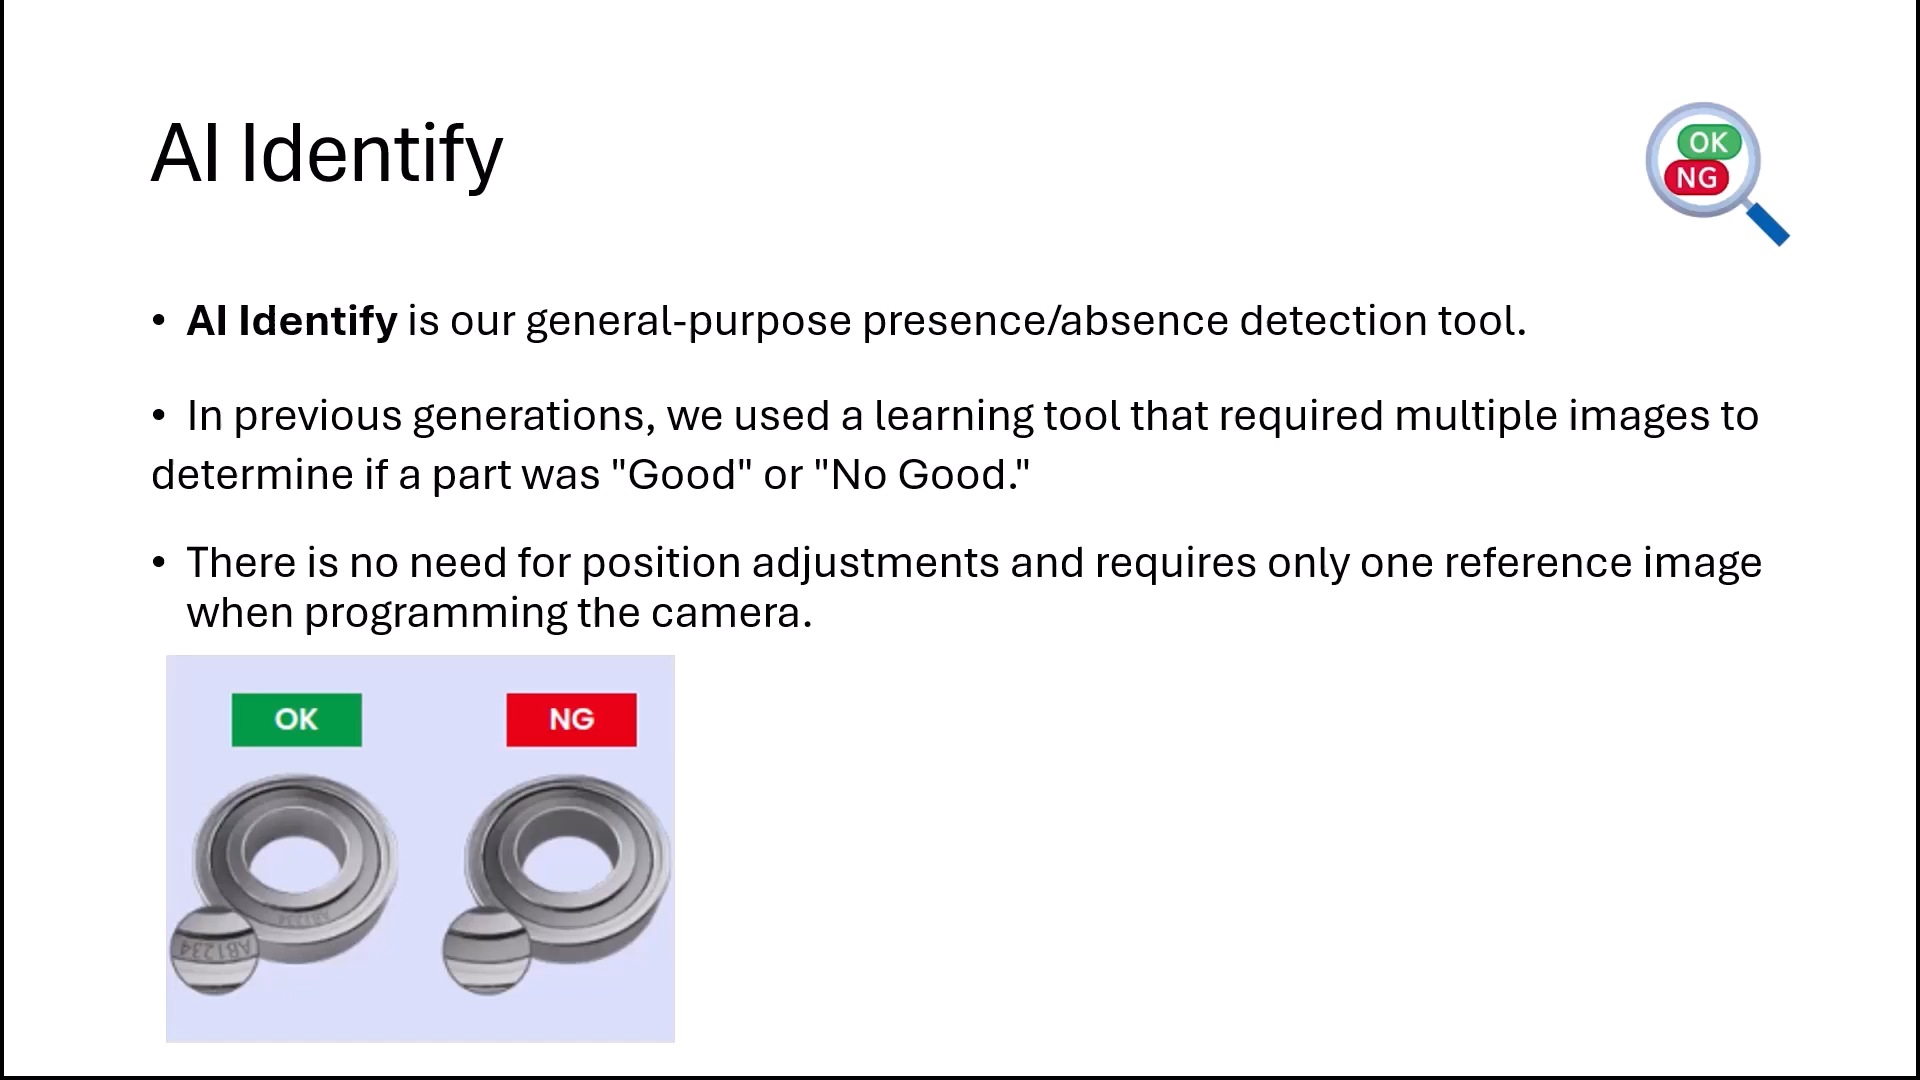 AI Identify
OK
NG
• AI Identify is our general-purpose presence/absence detection tool.
• In previous generations, we used a learning tool that required multiple images to
determine if a part was "Good" or "No Good."
• There is no need for position adjustments and requires only one reference image
when programming the camera.
OK
NG
AB1234
AB1234